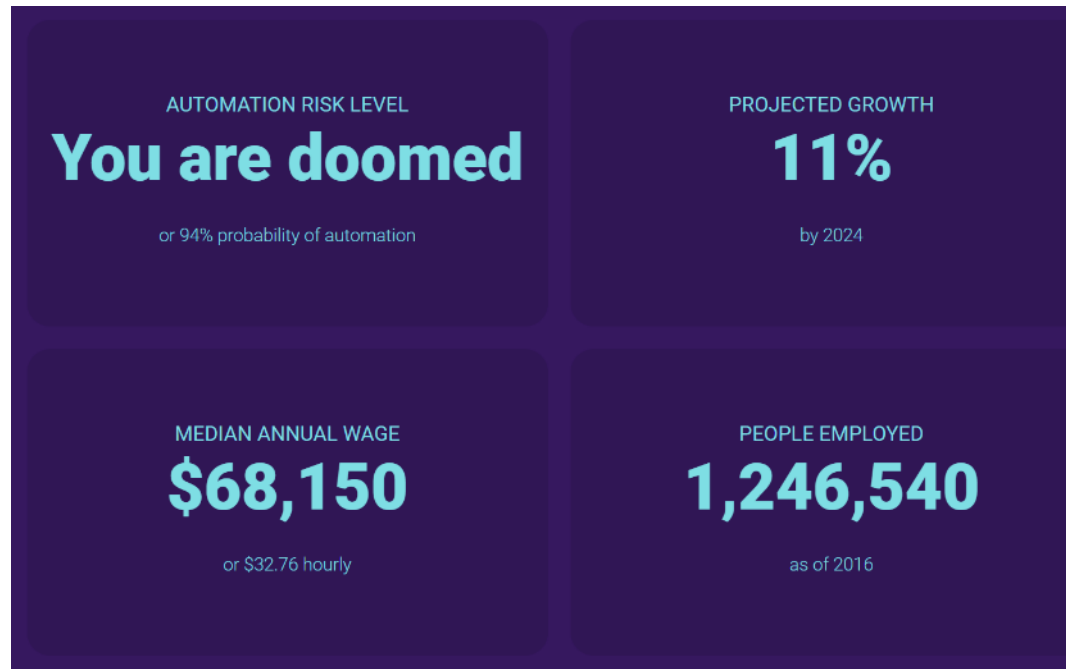 AUTOMATION RISK LEVEL
You are doomed
or 94% probability of automation
PROJECTED GROWTH
11%
by 2024
MEDIAN ANNUAL WAGE
$68,150
or $32.76 hourly
PEOPLE EMPLOYED
1,246,540
as of 2016